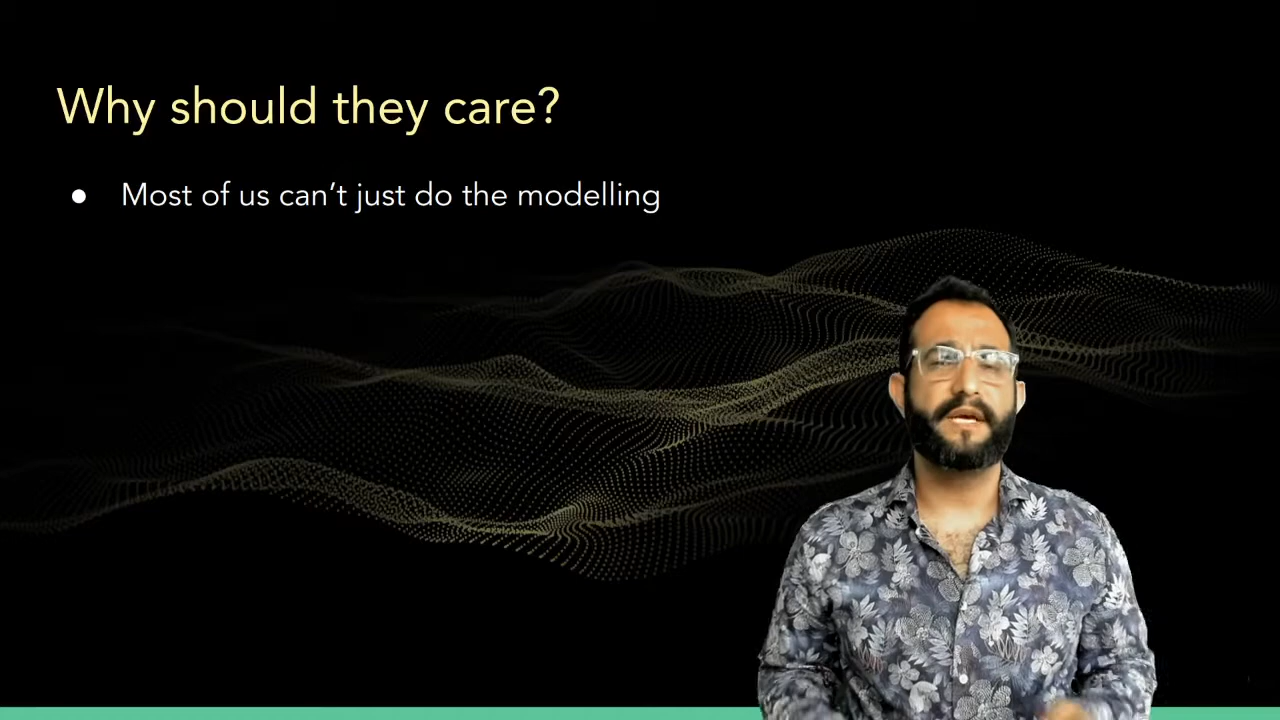 Why should they care?
● Most of us can’t just do the modelling